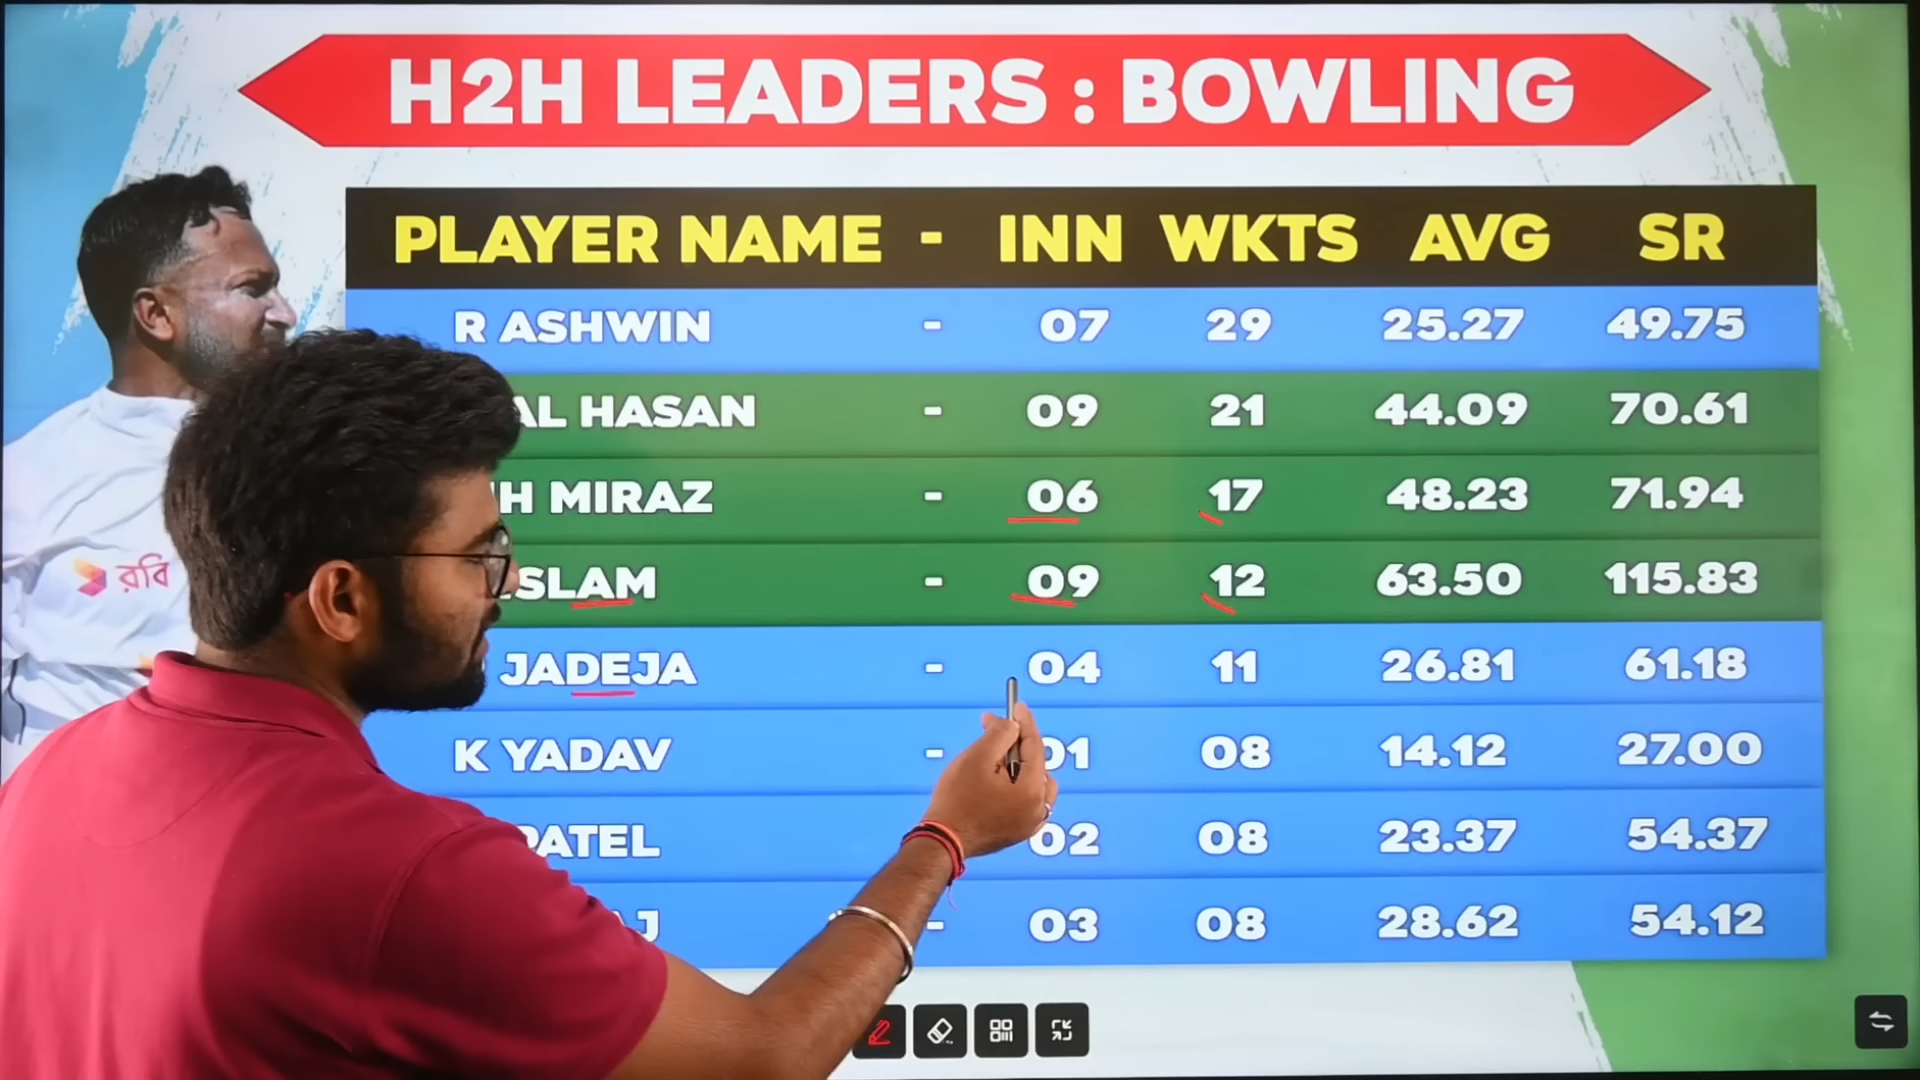 H2H LEADERS : BOWLING
PLAYER NAME - INN WKTS AVG SR
R ASHWIN - 07 29 25.27 49.75
AL HASAN - 09 21 44.09 70.61
H MIRAZ - 06 17 48.23 71.94
ISLAM - 09 12 63.50 115.83
JADEJA - 04 11 26.81 61.18
K YADAV - 01 08 14.12 27.00
PATEL 02 08 23.37 54.37
- 03 08 28.62 54.12
রবি